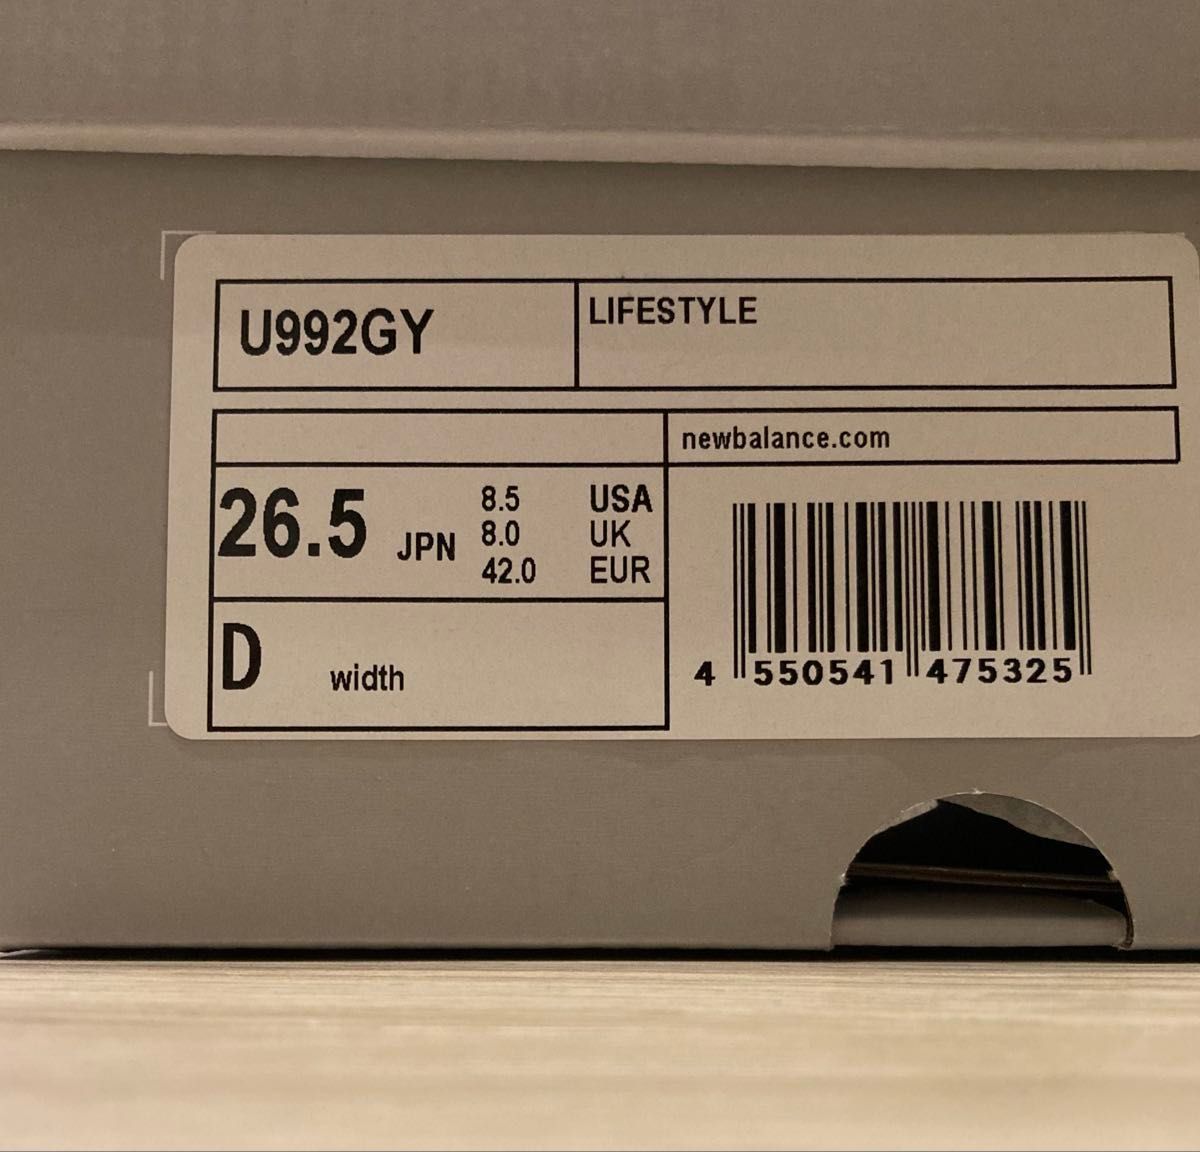 U992GY
LIFESTYLE
newbalance.com
26.5 JPN
8.5 USA
8.0 UK
42.0 EUR
D width
4 550541 475325